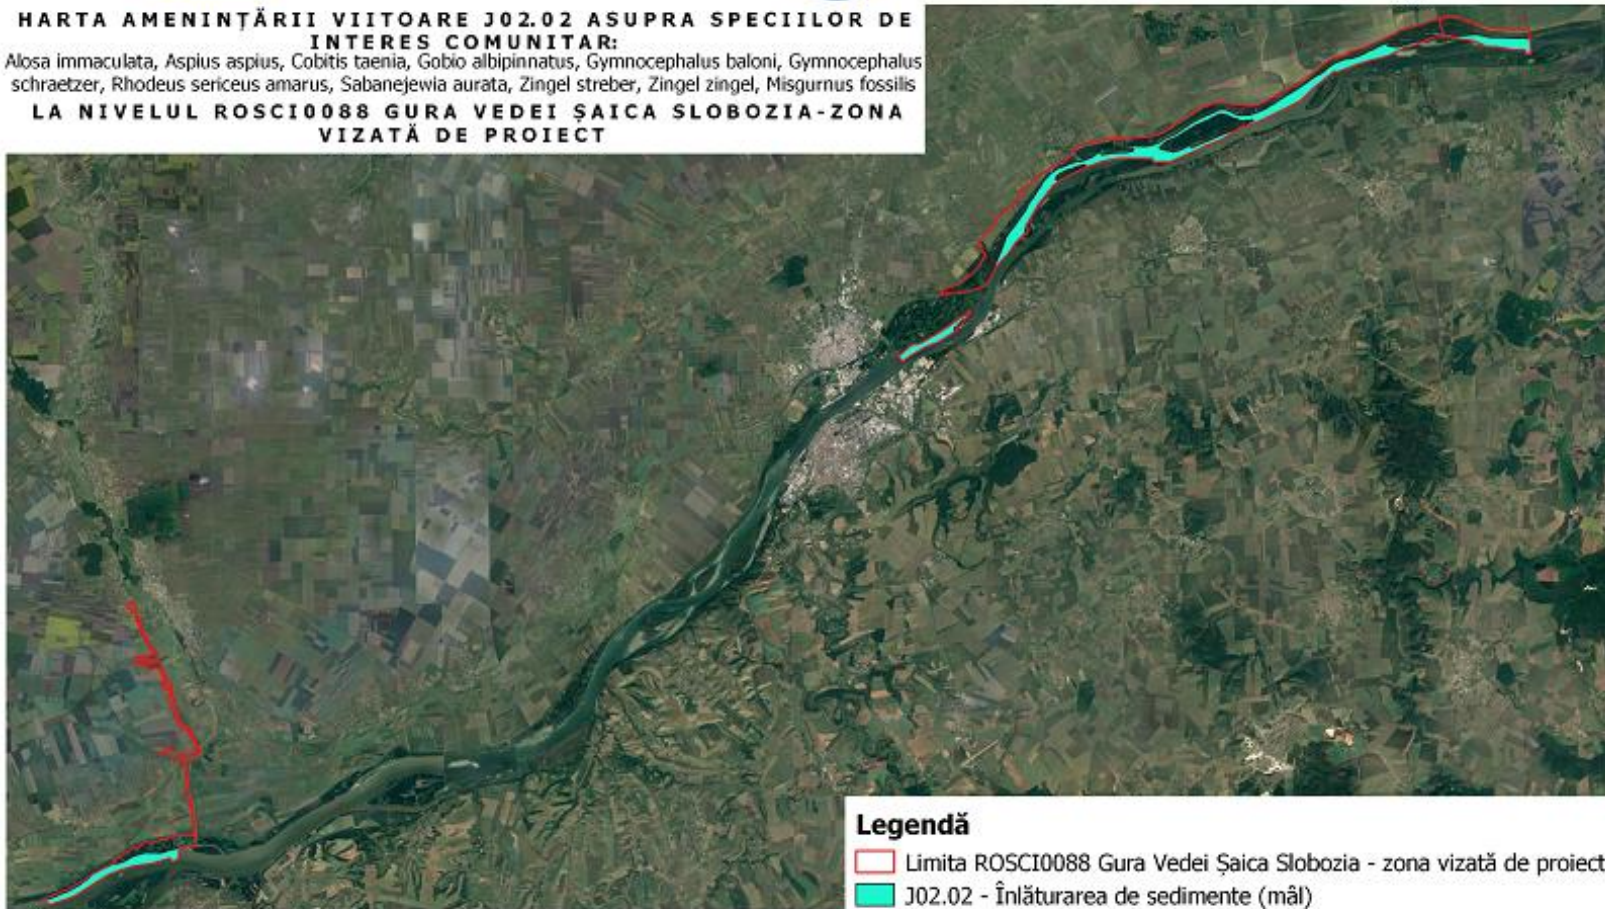 HARTA AMENINȚĂRII VIITOARE J02.02 ASUPRA SPECIILOR DE
INTERES COMUNITAR:
Alosa immaculata, Aspius aspius, Cobitis taenia, Gobio albipinnatus, Gymnocephalus baloni, Gymnocephalus
schraetzer, Rhodeus sericeus amarus, Sabanejewia aurata, Zingel streber, Zingel zingel, Misgurnus fossilis
LA NIVELUL ROSCI0088 GURA VEDEI ȘAICA SLOBOZIA-ZONA
VIZATĂ DE PROIECT
Legendă
Limita ROSCI0088 Gura Vedei Șaica Slobozia - zona vizată de proiect
J02.02 - Înlăturarea de sedimente (mâl)